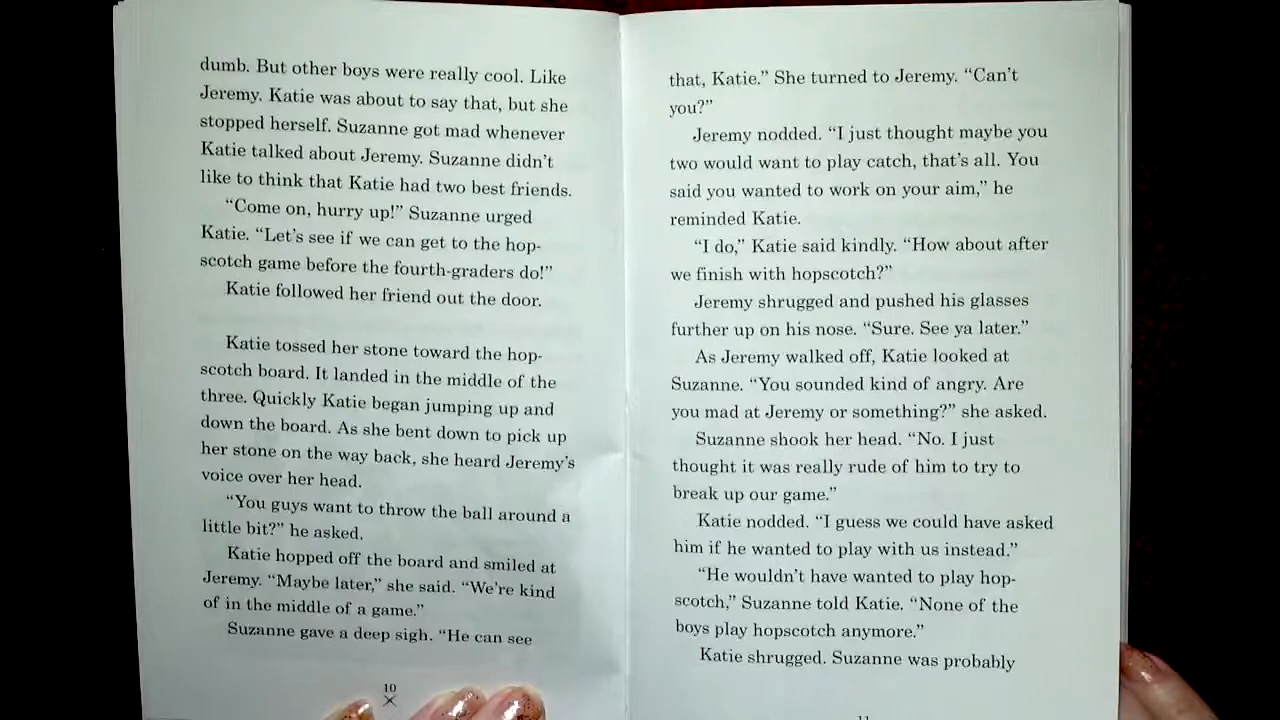 dumb. But other boys were really cool. Like
Jeremy. Katie was about to say that, but she
stopped herself. Suzanne got mad whenever
Katie talked about Jeremy. Suzanne didn't
like to think that Katie had two best friends.
“Come on, hurry up!” Suzanne urged
Katie. “Let's see if we can get to the hop-
scotch game before the fourth-graders do!”
Katie followed her friend out the door.
Katie tossed her stone toward the hop-
scotch board. It landed in the middle of the
three. Quickly Katie began jumping up and
down the board. As she bent down to pick up
her stone on the way back, she heard Jeremy's
voice over her head.
“You guys want to throw the ball around a
little bit?” he asked.
Katie hopped off the board and smiled at
Jeremy. “Maybe later,” she said. “We're kind
of in the middle of a game.”
Suzanne gave a deep sigh. “He can see
10
that, Katie.” She turned to Jeremy. “Can't
you?”
Jeremy nodded. “I just thought maybe you
two would want to play catch, that's all. You
said you wanted to work on your aim,” he
reminded Katie.
“I do,” Katie said kindly. “How about after
we finish with hopscotch?”
Jeremy shrugged and pushed his glasses
further up on his nose. “Sure. See ya later.”
As Jeremy walked off, Katie looked at
Suzanne. “You sounded kind of angry. Are
you mad at Jeremy or something?” she asked.
Suzanne shook her head. “No. I just
thought it was really rude of him to try to
break up our game.”
Katie nodded. “I guess we could have asked
him if he wanted to play with us instead.”
“He wouldn't have wanted to play hop-
scotch,” Suzanne told Katie. “None of the
boys play hopscotch anymore.”
Katie shrugged. Suzanne was probably
11